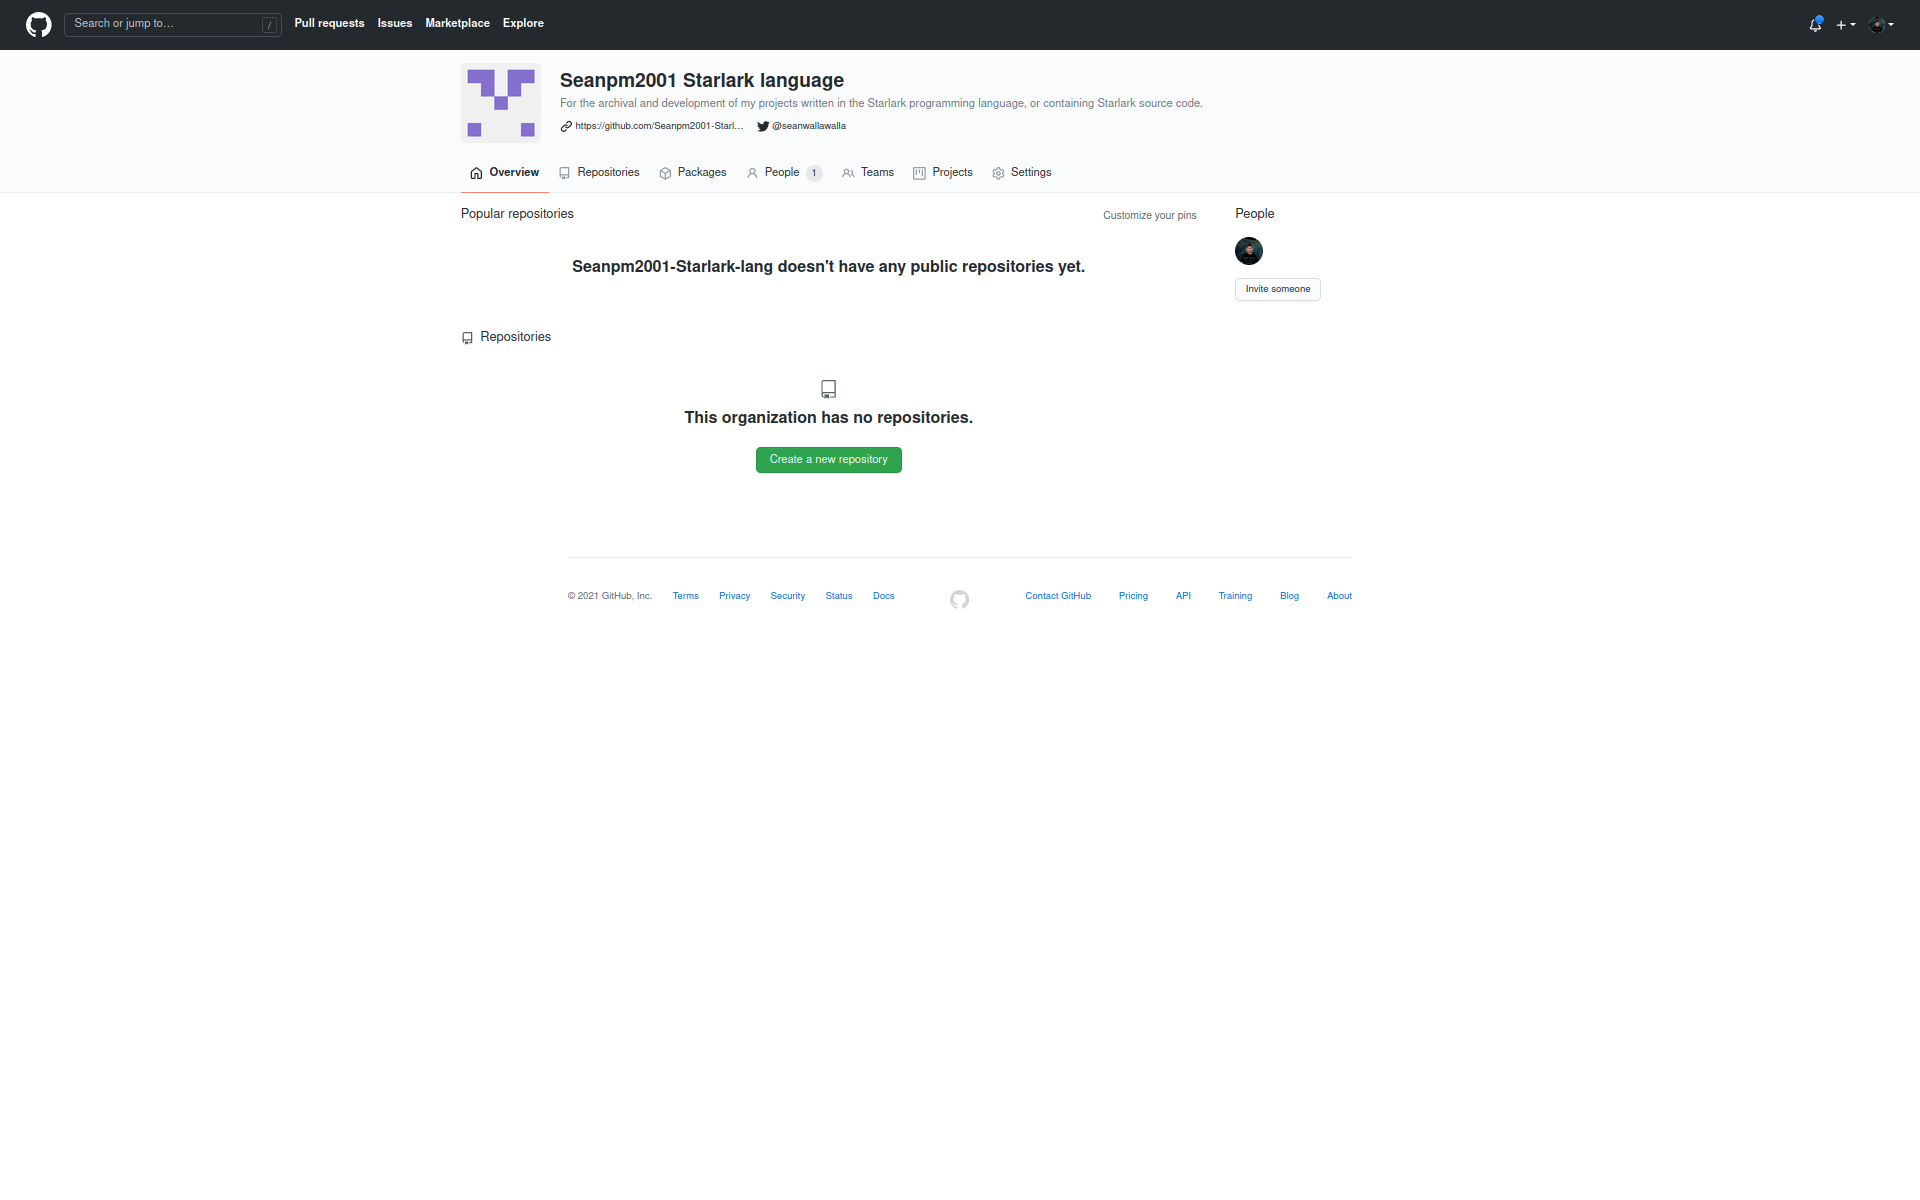 Search or jump to... /
Pull requests Issues Marketplace Explore
Seanpm2001 Starlark language
For the archival and development of my projects written in the Starlark programming language, or containing Starlark source code.
https://github.com/Seanpm2001-Starl... @seanwallawalla
Overview Repositories Packages People 1 Teams Projects Settings
Popular repositories Customize your pins
People
Seanpm2001-Starlark-lang doesn't have any public repositories yet.
Invite someone
Repositories
This organization has no repositories.
Create a new repository
© 2021 GitHub, Inc. Terms Privacy Security Status Docs Contact GitHub Pricing API Training Blog About